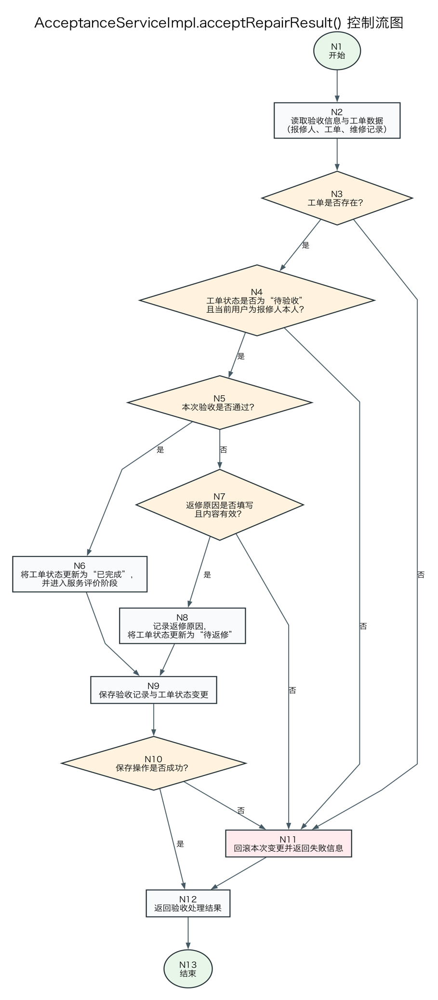 AcceptanceServiceImpl.acceptRepairResult() 控制流图
N1
开始
N2
读取验收信息与工单数据
（报修人、工单、维修记录）
N3
工单是否存在？
是
N4
工单状态是否为“待验收”
且当前用户为报修人本人？
是
N5
本次验收是否通过？
是
否
N7
返修原因是否填写
且内容有效？
N6
将工单状态更新为“已完成”，
并进入服务评价阶段
是
否
N8
记录返修原因，
将工单状态更新为“待返修”
否
N9
保存验收记录与工单状态变更
否
N10
保存操作是否成功？
否
N11
回滚本次变更并返回失败信息
是
N12
返回验收处理结果
N13
结束